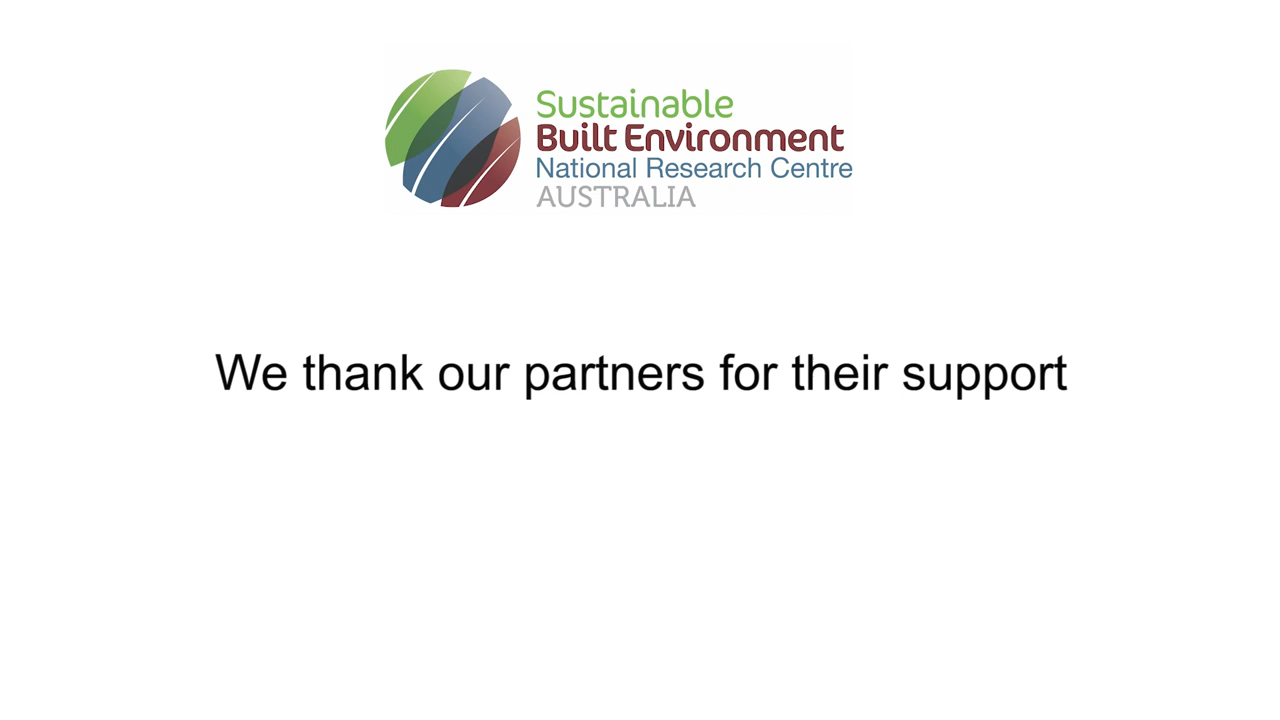 Sustainable
Built Environment
National Research Centre
AUSTRALIA
We thank our partners for their support